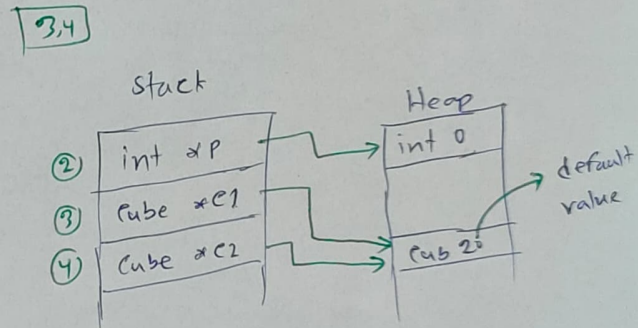 3,4
Stack
Heap
② int *P
int 0
default
value
③ Cube *C1
④ Cube *C2
Cub 20